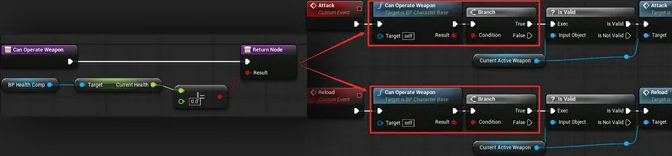 Can Operate Weapon
Return Node
Result
BP Health Comp
Target
Current Health
!=
0.0
Attack
Custom Event
Can Operate Weapon
Target is BP Character Base
Target
self
Result
Branch
Condition
True
False
Is Valid
Exec
Input Object
Is Valid
Is Not Valid
Current Active Weapon
Attack
Target
Reload
Custom Event
Can Operate Weapon
Target is BP Character Base
Target
self
Result
Branch
Condition
True
False
Is Valid
Exec
Input Object
Is Valid
Is Not Valid
Current Active Weapon
Reload
Target